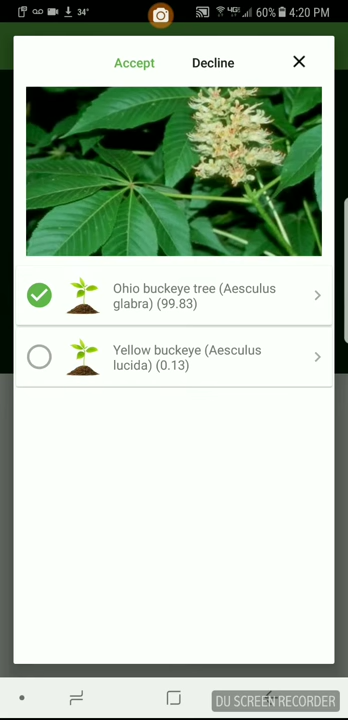 34°
4G
60% 4:20 PM
Accept Decline
Ohio buckeye tree (Aesculus
glabra) (99.83)
Yellow buckeye (Aesculus
lucida) (0.13)
DU SCREEN RECORDER